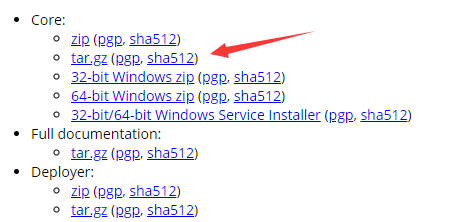 Core:
zip (pgp, sha512)
tar.gz (pgp, sha512)
32-bit Windows zip (pgp, sha512)
64-bit Windows zip (pgp, sha512)
32-bit/64-bit Windows Service Installer (pgp, sha512)
Full documentation:
tar.gz (pgp, sha512)
Deployer:
zip (pgp, sha512)
tar.gz (pgp, sha512)